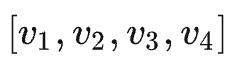 [v₁, v₂, v₃, v₄]